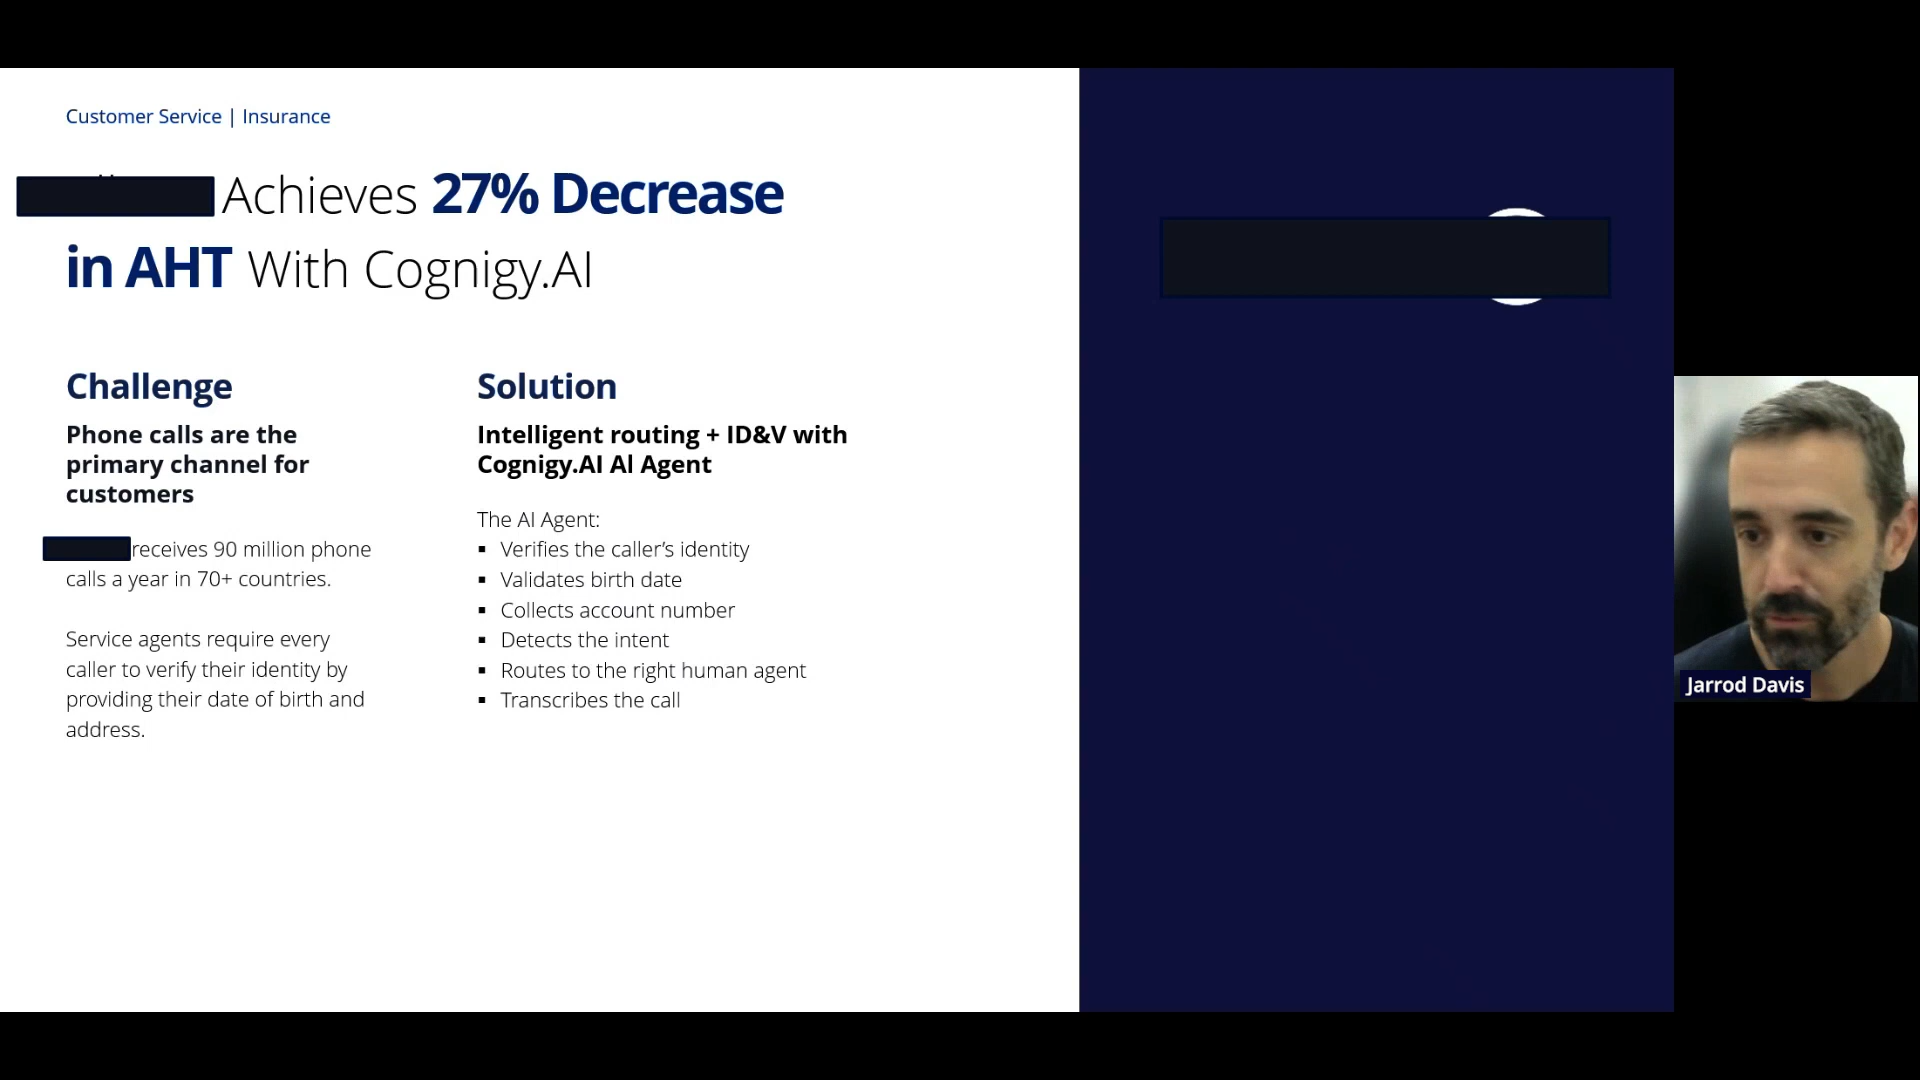 Customer Service | Insurance
Achieves 27% Decrease
in AHT With Cognigy.AI
Challenge
Phone calls are the
primary channel for
customers
receives 90 million phone
calls a year in 70+ countries.
Service agents require every
caller to verify their identity by
providing their date of birth and
address.
Solution
Intelligent routing + ID&V with
Cognigy.AI Al Agent
The AI Agent:
▪ Verifies the caller’s identity
▪ Validates birth date
▪ Collects account number
▪ Detects the intent
▪ Routes to the right human agent
▪ Transcribes the call
Jarrod Davis